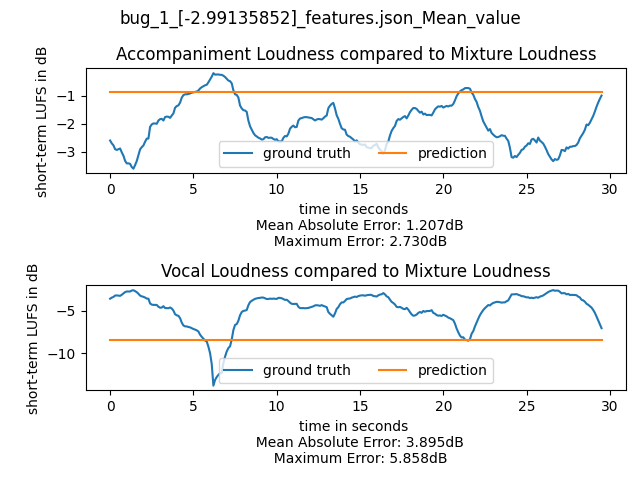 bug_1_[-2.99135852]_features.json_Mean_value
Accompaniment Loudness compared to Mixture Loudness
short-term LUFS in dB
−1
−2
−3
ground truth
prediction
0 5 10 15 20 25 30
time in seconds
Mean Absolute Error: 1.207dB
Maximum Error: 2.730dB
Vocal Loudness compared to Mixture Loudness
short-term LUFS in dB
−5
−10
ground truth
prediction
0 5 10 15 20 25 30
time in seconds
Mean Absolute Error: 3.895dB
Maximum Error: 5.858dB